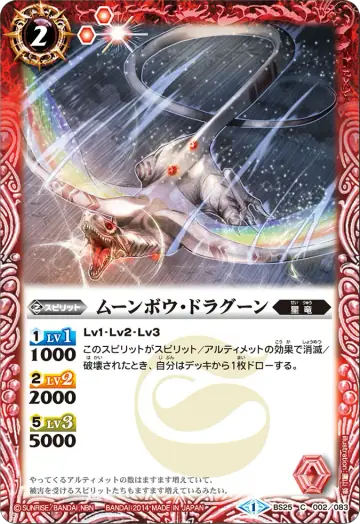 2
スピリット ムーンボウ・ドラグーン 星竜
せい りゅう
1 LV1 1000
2 LV2 2000
5 LV3 5000
Lv1・Lv2・Lv3
このスピリットがスピリット/アルティメットの効果で消滅/
破壊されたとき、自分はデッキから1枚ドローする。
やってくるアルティメットの数はますます増えていて、
被害を受けるスピリットたちもますます増えているみたい。
©SUNRISE/BANDAI, NBN BANDAI 2014 MADE IN JAPAN
1 BS25 C 002/083